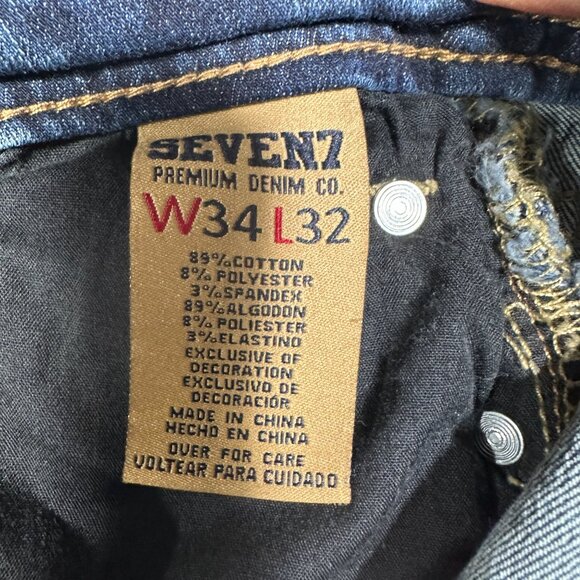 SEVEN7
PREMIUM DENIM CO.
W34 L32
89%COTTON
8%POLYESTER
3%SPANDEX
89%ALGODON
8%POLIESTER
3%ELASTINO
EXCLUSIVE OF
DECORATION
EXCLUSIVO DE
DECORACIÓR
MADE IN CHINA
HECHO EN CHINA
OVER FOR CARE
VOLTEAR PARA CUIDADO